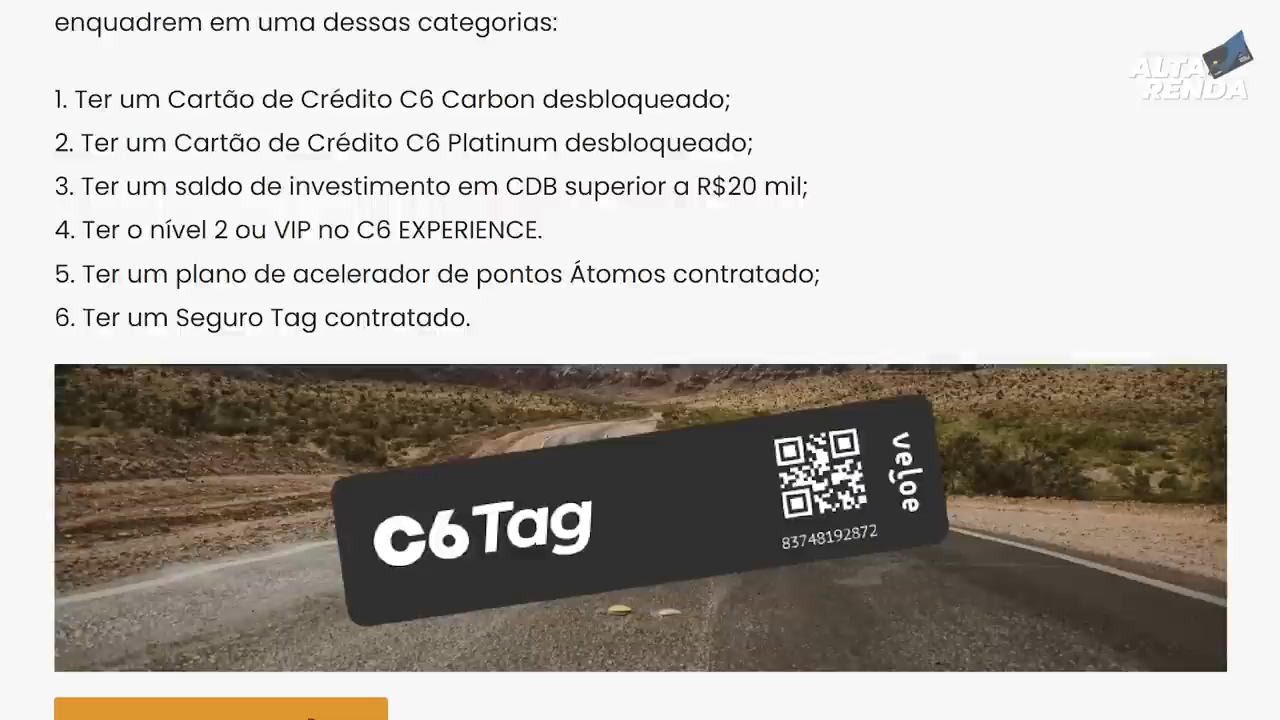 enquadrem em uma dessas categorias:
ALTA
RENDA
1. Ter um Cartão de Crédito C6 Carbon desbloqueado;
2. Ter um Cartão de Crédito C6 Platinum desbloqueado;
3. Ter um saldo de investimento em CDB superior a R$20 mil;
4. Ter o nível 2 ou VIP no C6 EXPERIENCE.
5. Ter um plano de acelerador de pontos Átomos contratado;
6. Ter um Seguro Tag contratado.
C6 Tag
veloe
83748192872